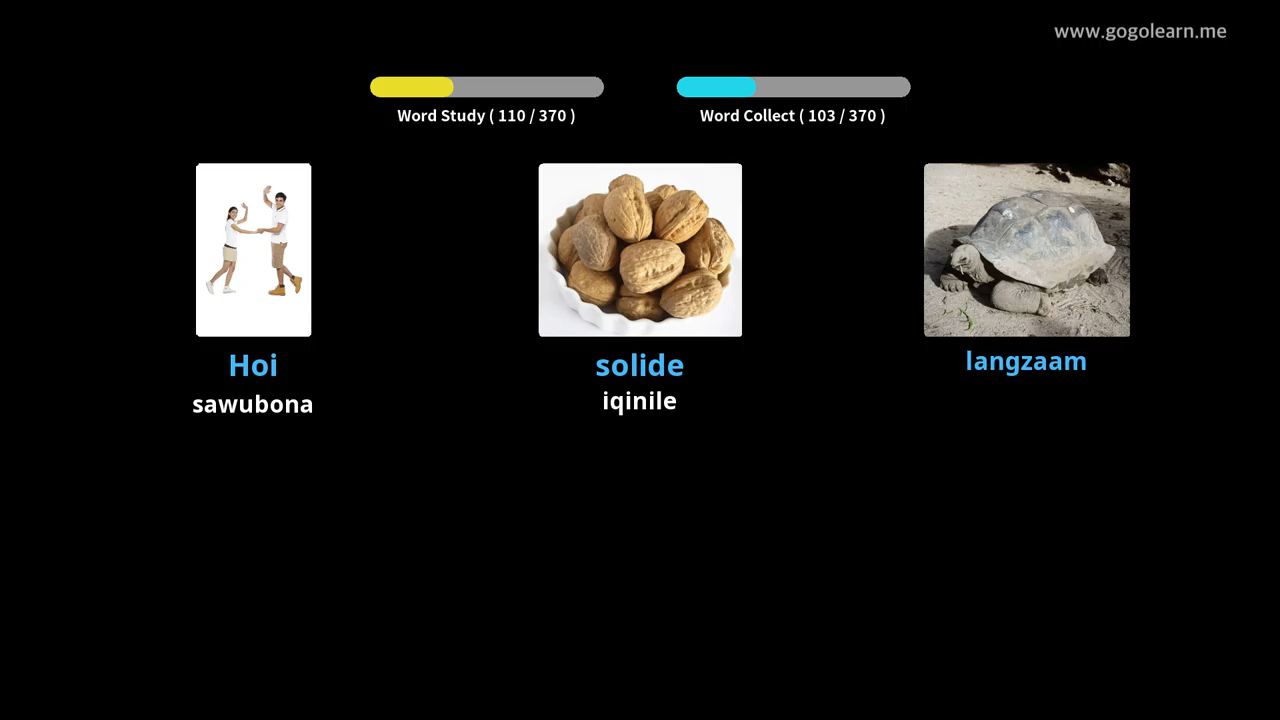 www.gogolearn.me
Word Study ( 110 / 370 )
Word Collect ( 103 / 370 )
Hoi
sawubona
solide
iqinile
langzaam